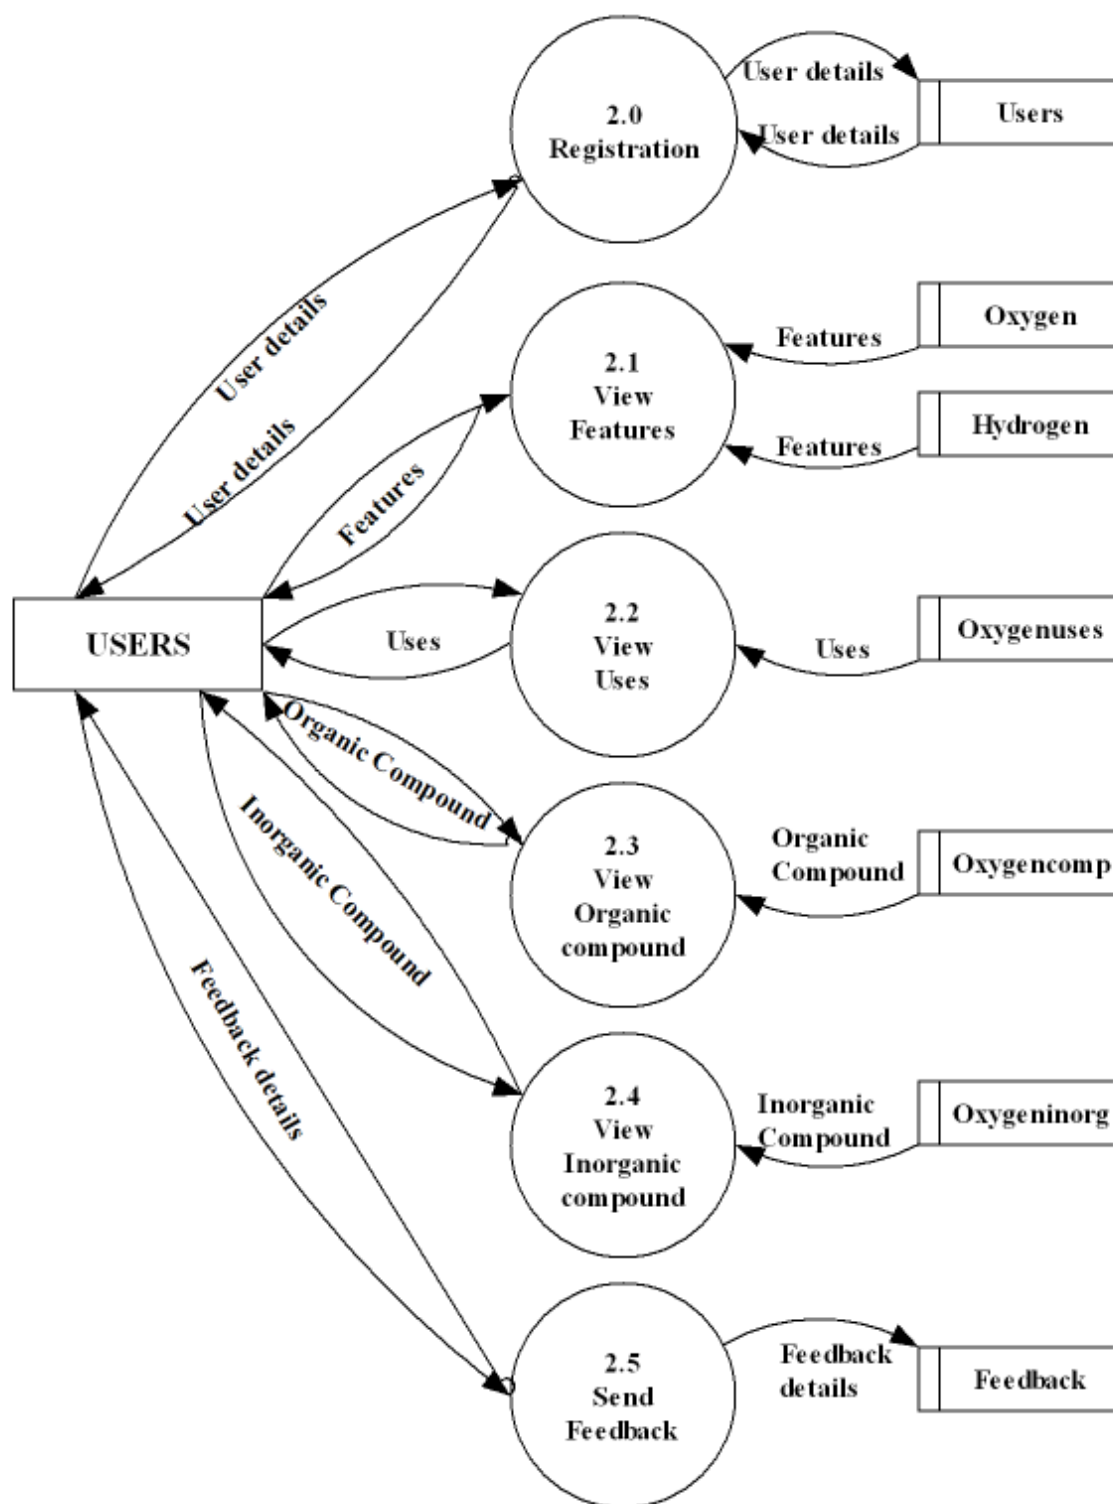 2.0
Registration
User details
User details
Users
User details
User details
2.1
View
Features
Features
Oxygen
Features
Hydrogen
Features
USERS
2.2
View
Uses
Uses
Uses
Oxygenuses
Organic Compound
2.3
View
Organic
compound
Organic
Compound
Oxygencomp
Inorganic Compound
2.4
View
Inorganic
compound
Inorganic
Compound
Oxygeninorg
Feedback details
2.5
Send
Feedback
Feedback
details
Feedback